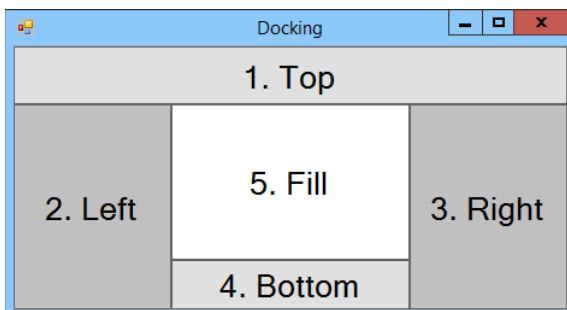 Docking
1. Top
2. Left
5. Fill
3. Right
4. Bottom